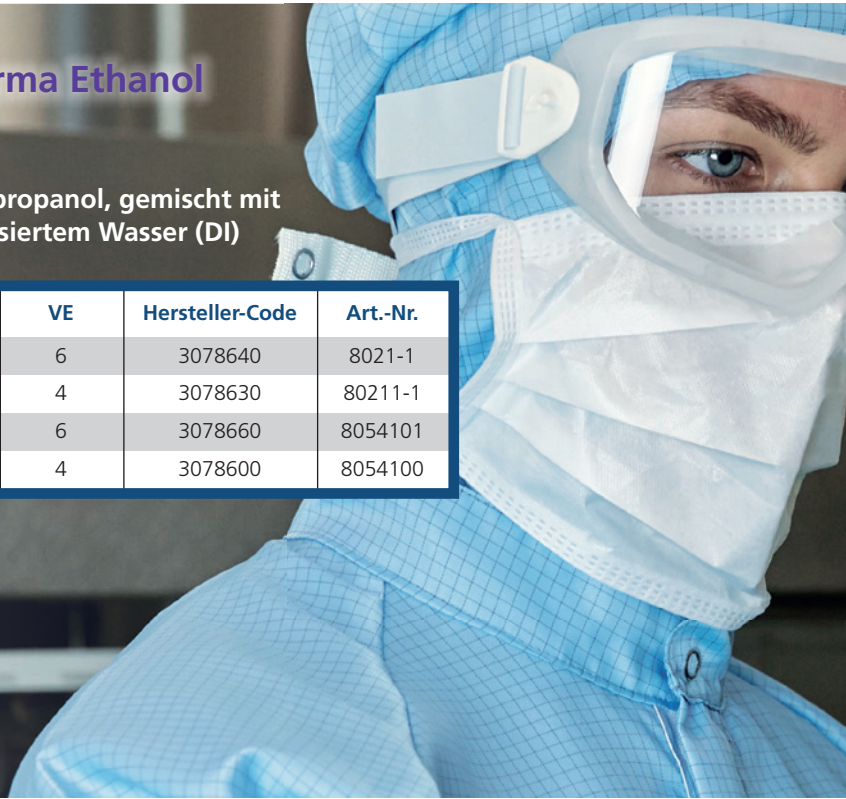 rma Ethanol
propanol, gemischt mit
siertem Wasser (DI)
VE Hersteller-Code Art.-Nr.
6 3078640 8021-1
4 3078630 80211-1
6 3078660 8054101
4 3078600 8054100